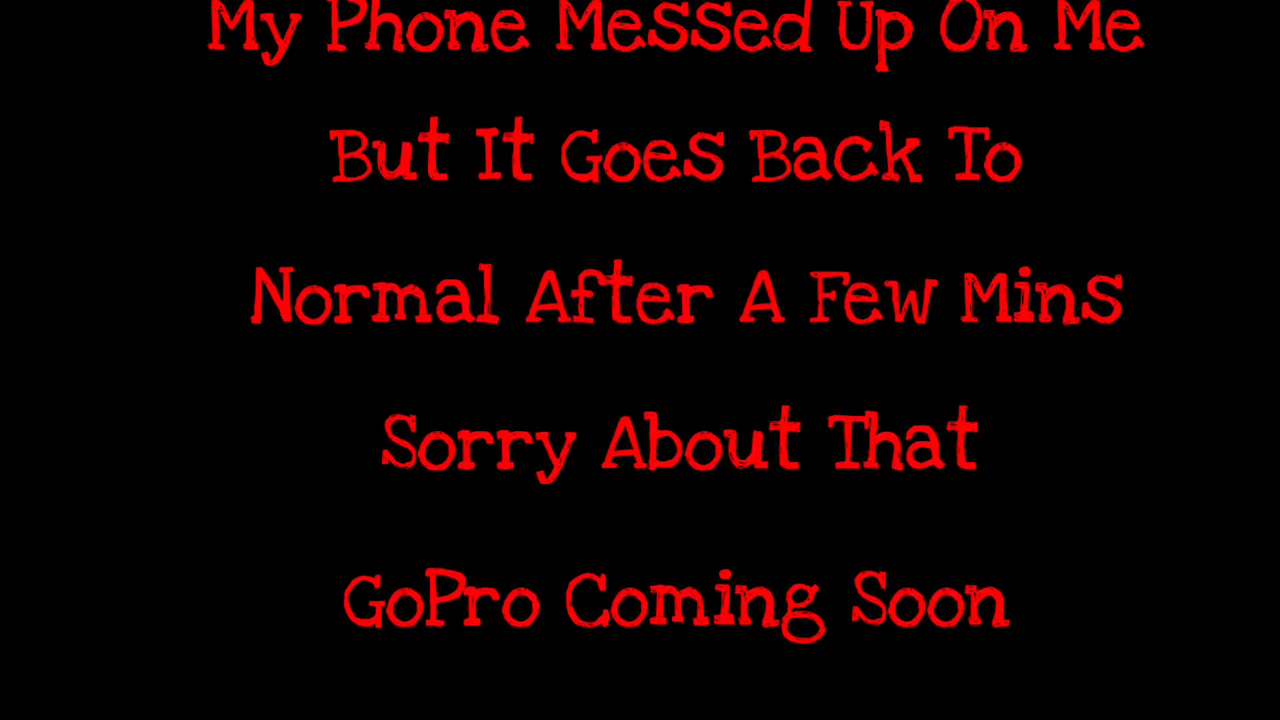 My Phone Messed Up On Me
But It Goes Back To
Normal After A Few Mins
Sorry About That
GoPro Coming Soon